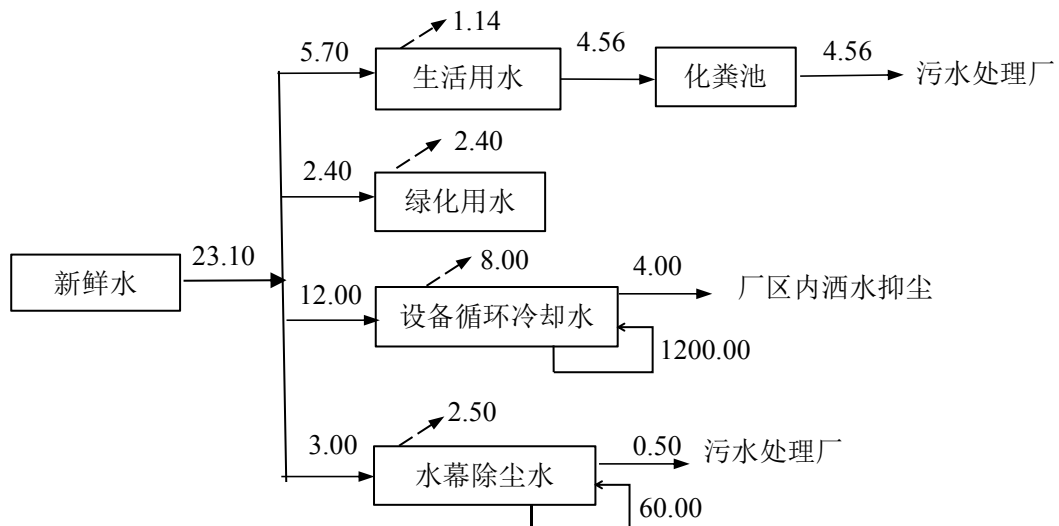 1.14
5.70
生活用水
4.56
化粪池
4.56
污水处理厂
2.40
2.40
绿化用水
新鲜水
23.10
8.00
12.00
设备循环冷却水
4.00
厂区内洒水抑尘
1200.00
2.50
3.00
水幕除尘水
0.50
污水处理厂
60.00